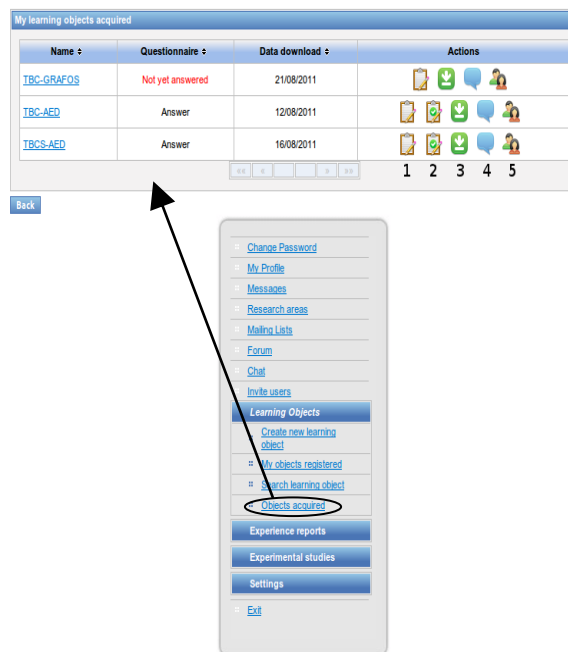 My learning objects acquired
Name Questionnaire Data download Actions
TBC-GRAFOS Not yet answered 21/08/2011
TBC-AED Answer 12/08/2011
TBCS-AED Answer 16/08/2011
«« « » »»
1 2 3 4 5
Back
Change Password
My Profile
Messages
Research areas
Mailing Lists
Forum
Chat
Invite users
Learning Objects
Create new learning
object
My objects registered
Search learning object
Objects acquired
Experience reports
Experimental studies
Settings
Exit